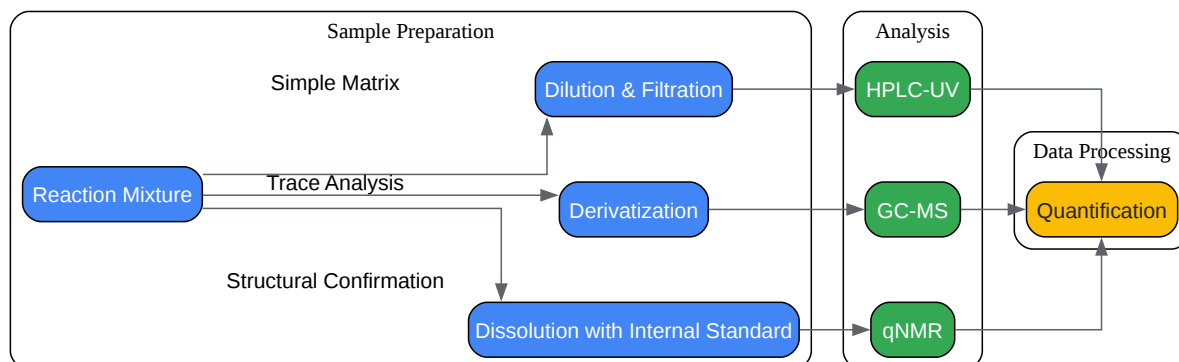 Sample Preparation
Analysis
Simple Matrix
Dilution & Filtration
HPLC-UV
Data Processing
Reaction Mixture
Trace Analysis
Derivatization
GC-MS
Quantification
Structural Confirmation
Dissolution with Internal Standard
qNMR